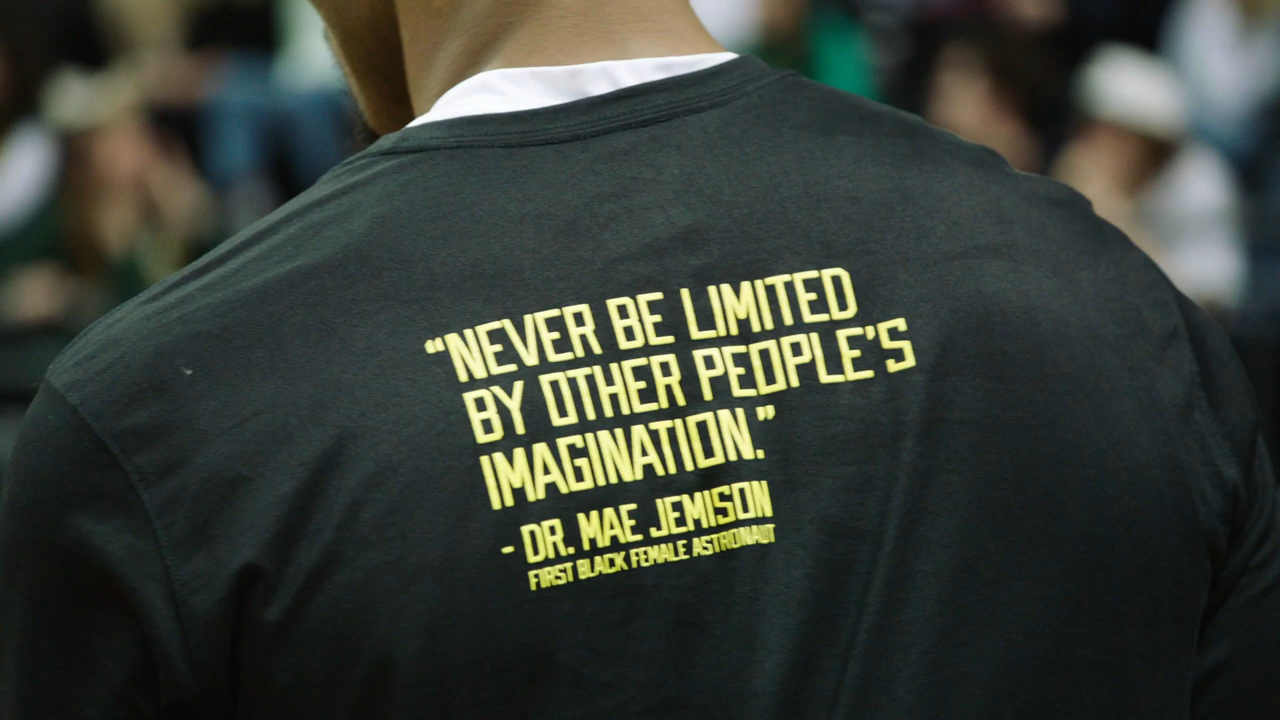 “NEVER BE LIMITED
BY OTHER PEOPLE’S
IMAGINATION.”
- DR. MAE JEMISON
FIRST BLACK FEMALE ASTRONAUT